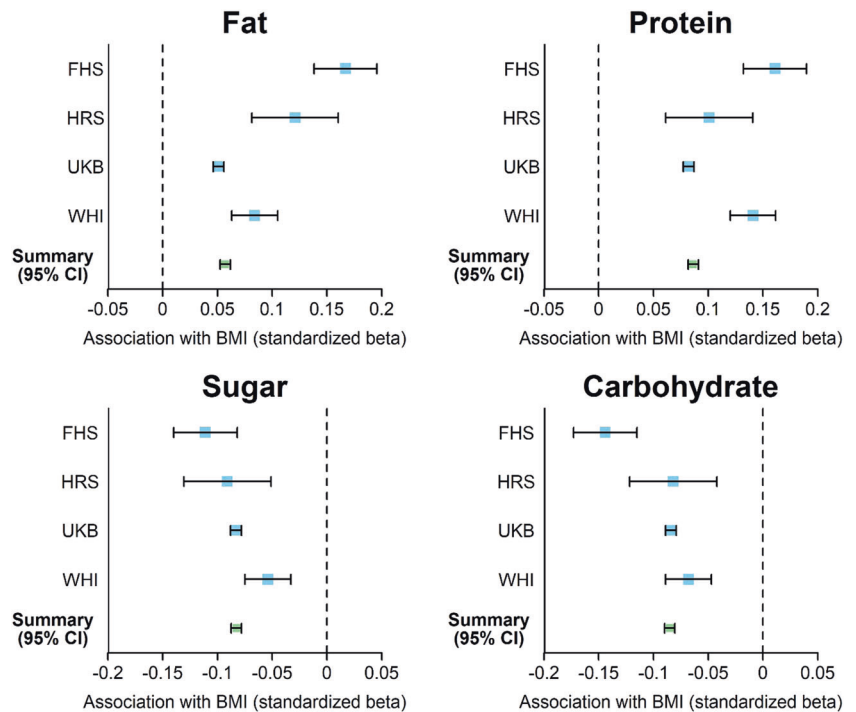 Fat
FHS
HRS
UKB
WHI
Summary
(95% CI)
-0.05 0 0.05 0.1 0.15 0.2
Association with BMI (standardized beta)
Protein
FHS
HRS
UKB
WHI
Summary
(95% CI)
-0.05 0 0.05 0.1 0.15 0.2
Association with BMI (standardized beta)
Sugar
FHS
HRS
UKB
WHI
Summary
(95% CI)
-0.2 -0.15 -0.1 -0.05 0 0.05
Association with BMI (standardized beta)
Carbohydrate
FHS
HRS
UKB
WHI
Summary
(95% CI)
-0.2 -0.15 -0.1 -0.05 0 0.05
Association with BMI (standardized beta)